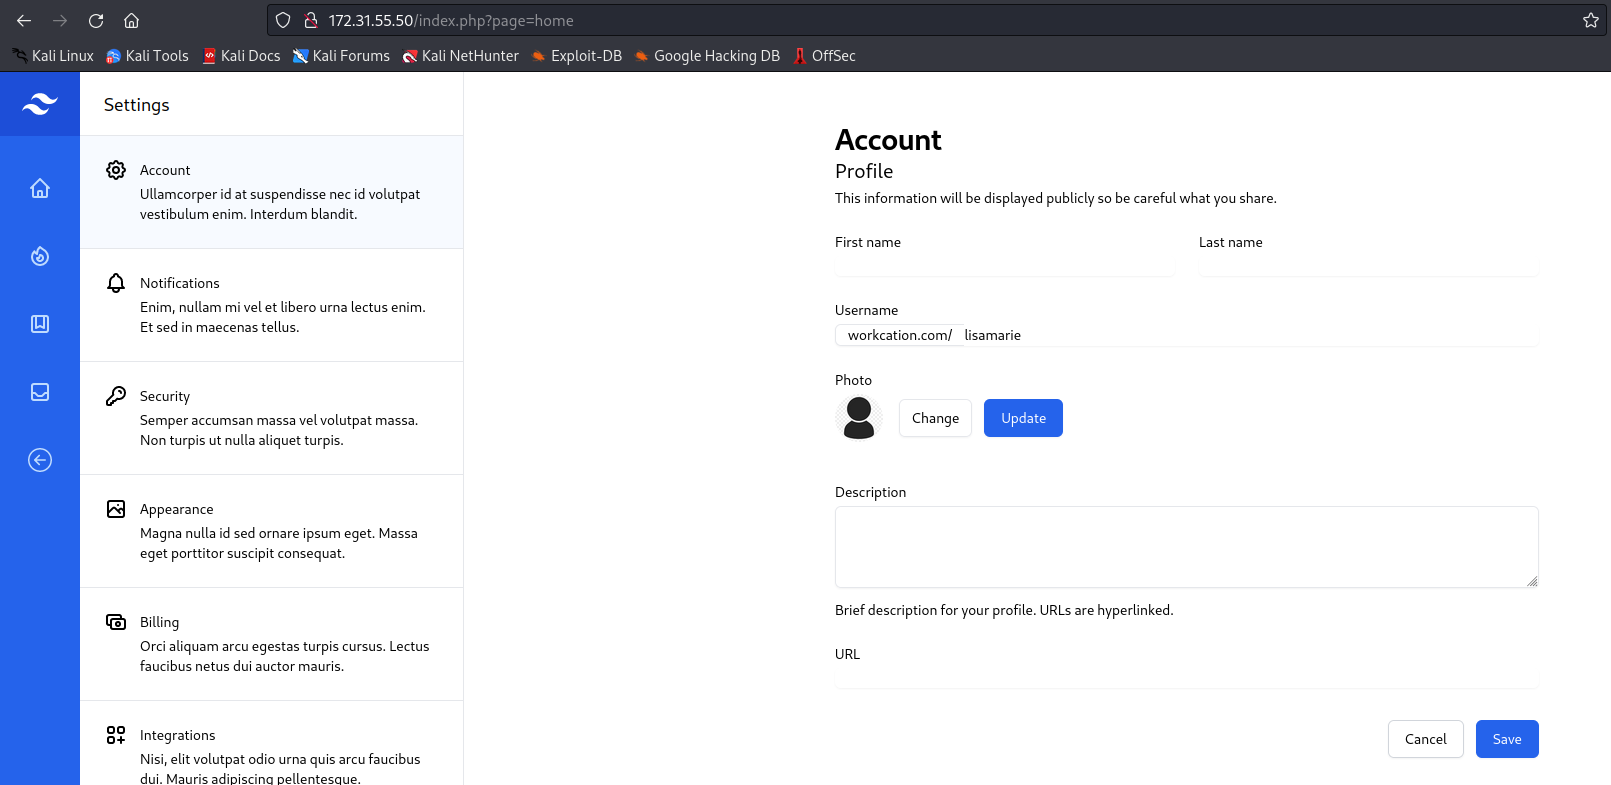 172.31.55.50/index.php?page=home
Kali Linux Kali Tools Kali Docs Kali Forums Kali NetHunter Exploit-DB Google Hacking DB OffSec
Settings
Account
Ullamcorper id at suspendisse nec id volutpat
vestibulum enim. Interdum blandit.
Notifications
Enim, nullam mi vel et libero urna lectus enim.
Et sed in maecenas tellus.
Security
Semper accumsan massa vel volutpat massa.
Non turpis ut nulla aliquet turpis.
Appearance
Magna nulla id sed ornare ipsum eget. Massa
eget porttitor suscipit consequat.
Billing
Orci aliquam arcu egestas turpis cursus. Lectus
faucibus netus dui auctor mauris.
Integrations
Nisi, elit volutpat odio urna quis arcu faucibus
dui. Mauris adipiscing pellentesque.
Account
Profile
This information will be displayed publicly so be careful what you share.
First name Last name
Username
workcation.com/ lisamarie
Photo
Change Update
Description
Brief description for your profile. URLs are hyperlinked.
URL
Cancel Save